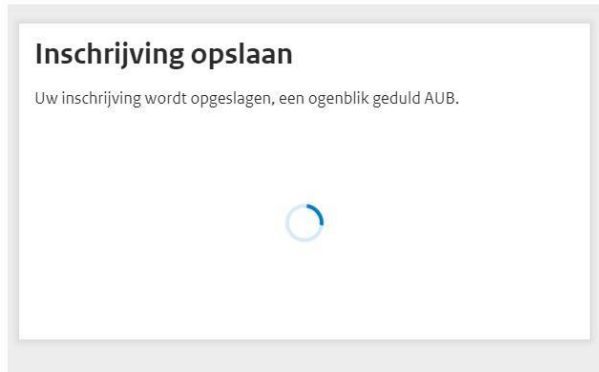 Inschrijving opslaan
Uw inschrijving wordt opgeslagen, een ogenblik geduld AUB.